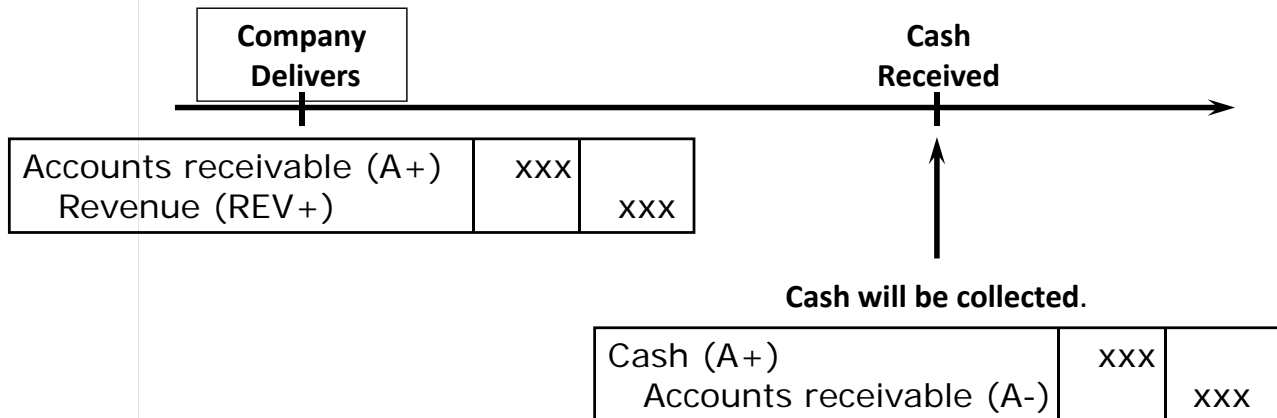 Company
Delivers
Cash
Received
Accounts receivable (A+) xxx
Revenue (REV+) xxx
Cash will be collected.
Cash (A+) xxx
Accounts receivable (A-) xxx